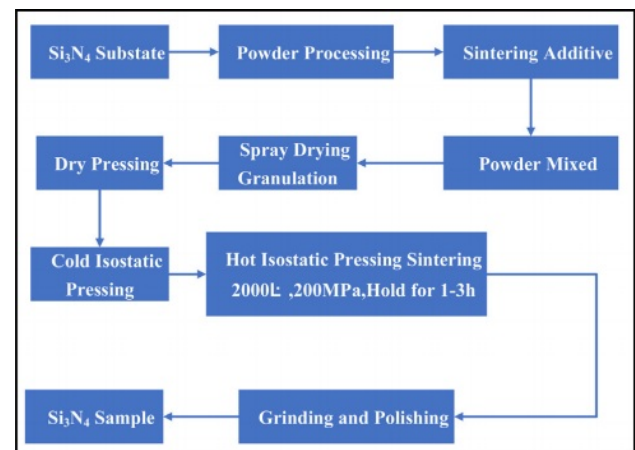 Si₃N₄ Substate
Powder Processing
Sintering Additive
Powder Mixed
Spray Drying
Granulation
Dry Pressing
Cold Isostatic
Pressing
Hot Isostatic Pressing Sintering
2000Ł ,200MPa,Hold for 1-3h
Grinding and Polishing
Si₃N₄ Sample